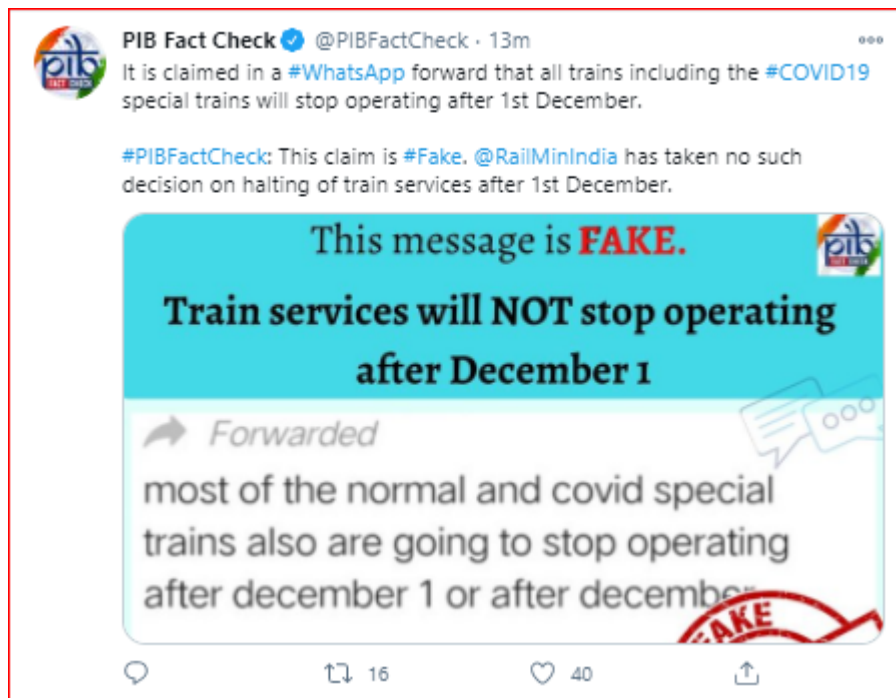 PIB Fact Check @PIBFactCheck · 13m
It is claimed in a #WhatsApp forward that all trains including the #COVID19
special trains will stop operating after 1st December.
#PIBFactCheck: This claim is #Fake. @RailMinIndia has taken no such
decision on halting of train services after 1st December.
This message is FAKE.
Train services will NOT stop operating
after December 1
Forwarded
most of the normal and covid special
trains also are going to stop operating
after december 1 or after december
FAKE
16 40